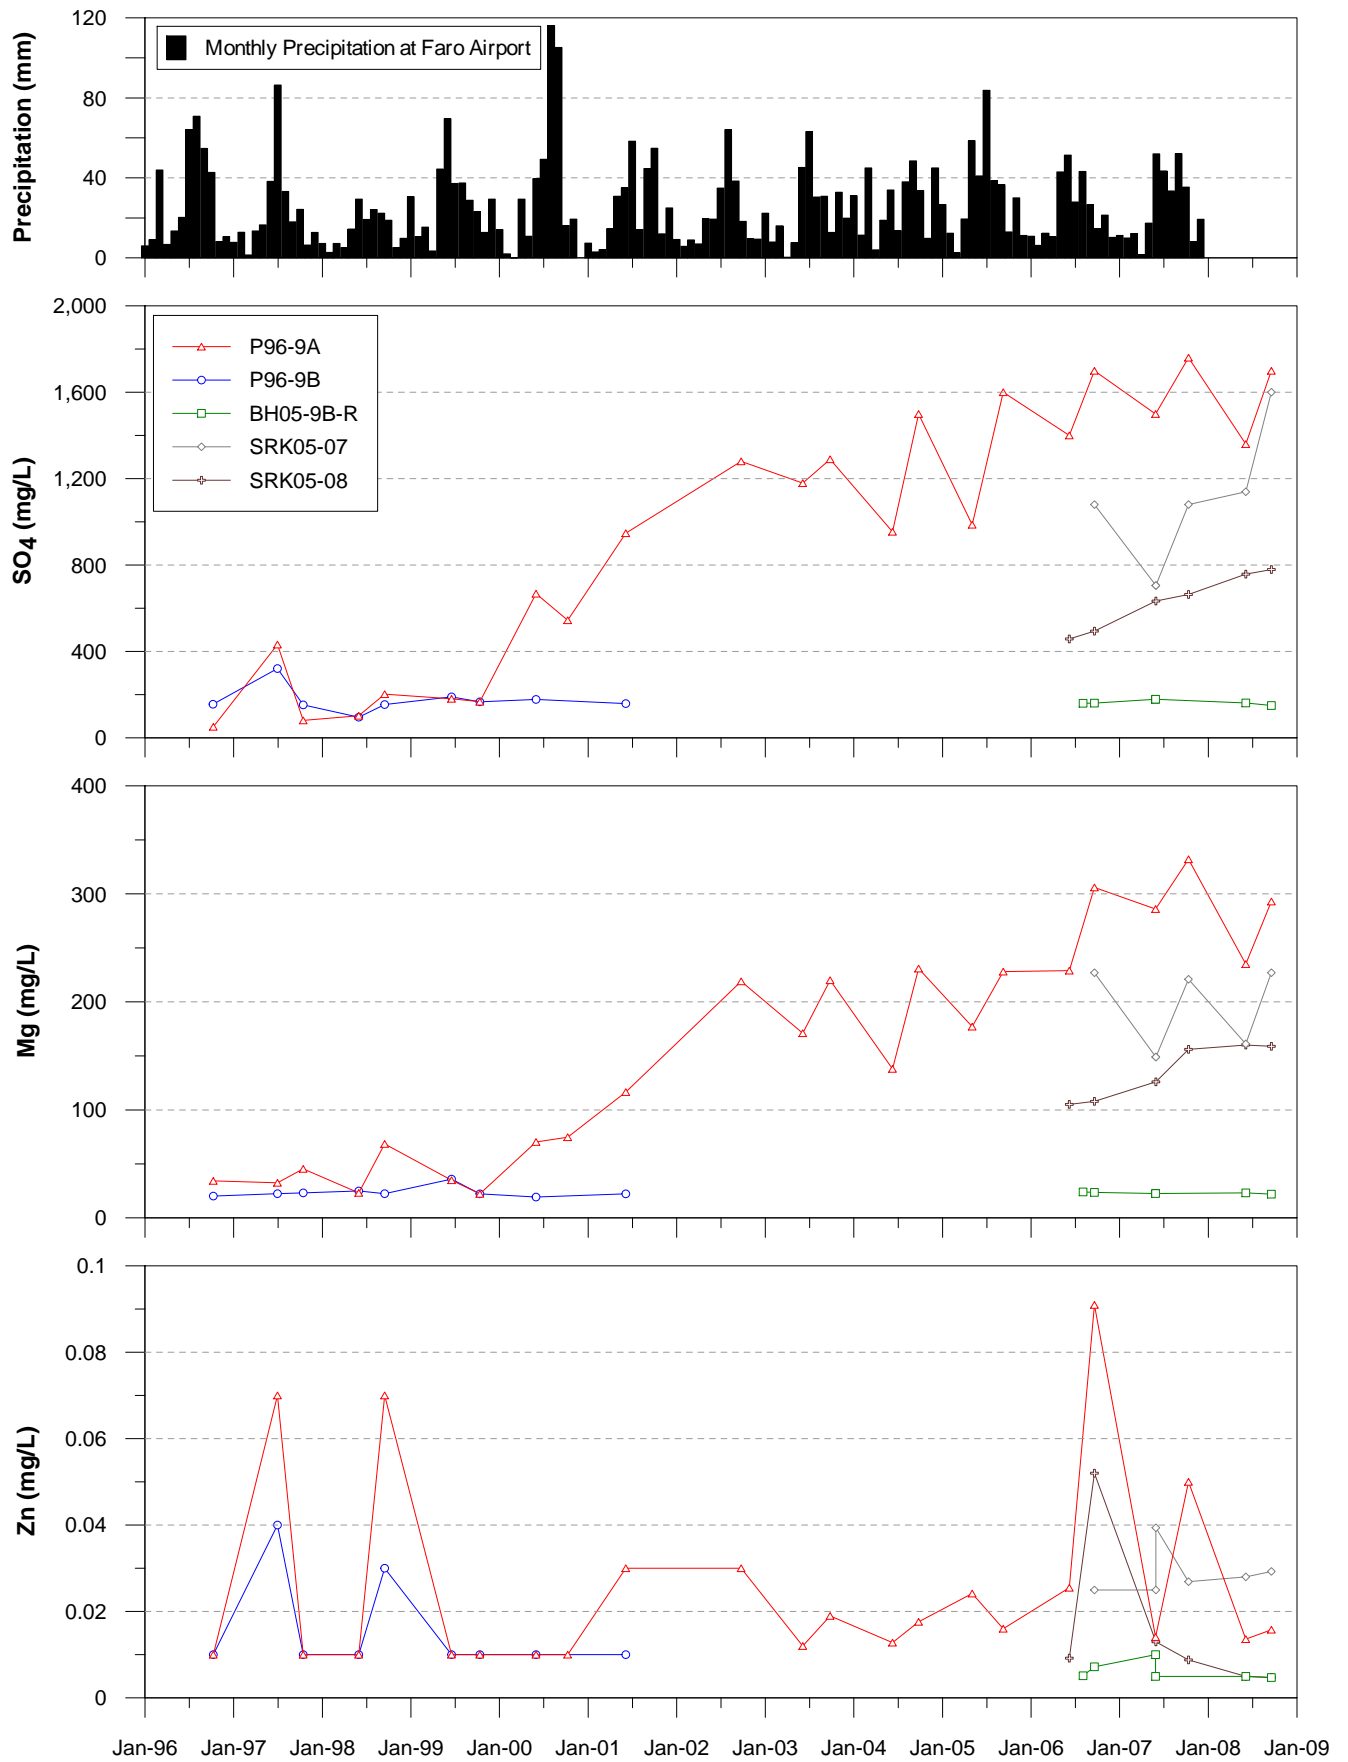 Precipitation (mm)
120
80
40
0
Monthly Precipitation at Faro Airport
SO4 (mg/L)
2,000
1,600
1,200
800
400
0
P96-9A
P96-9B
BH05-9B-R
SRK05-07
SRK05-08
Mg (mg/L)
400
300
200
100
0
Zn (mg/L)
0.1
0.08
0.06
0.04
0.02
0
Jan-96 Jan-97 Jan-98 Jan-99 Jan-00 Jan-01 Jan-02 Jan-03 Jan-04 Jan-05 Jan-06 Jan-07 Jan-08 Jan-09